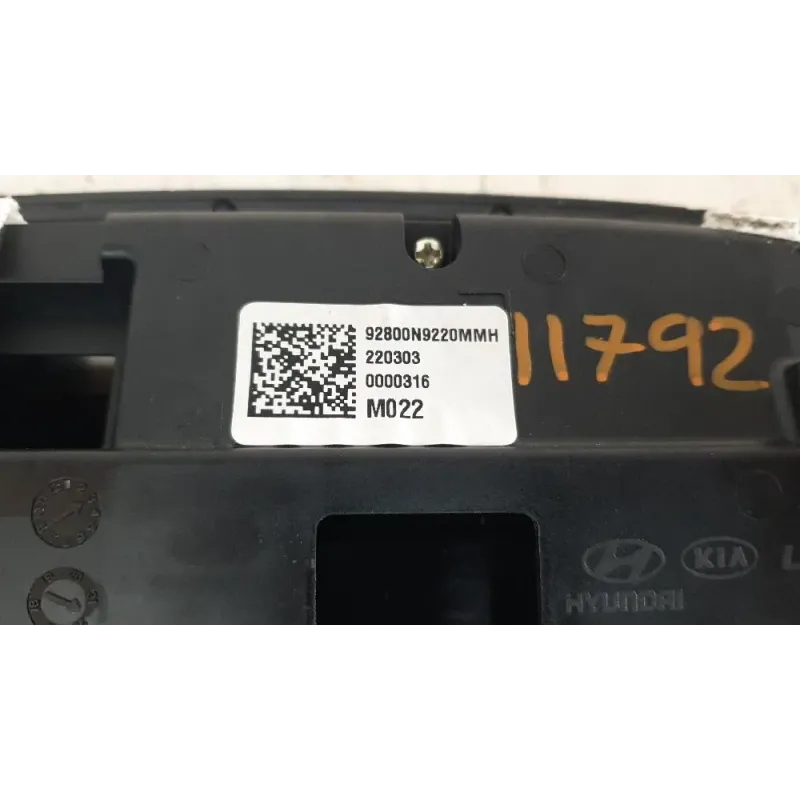 92800N9220MMH
220303
0000316
M022
11792
KIA
HYUNDAI